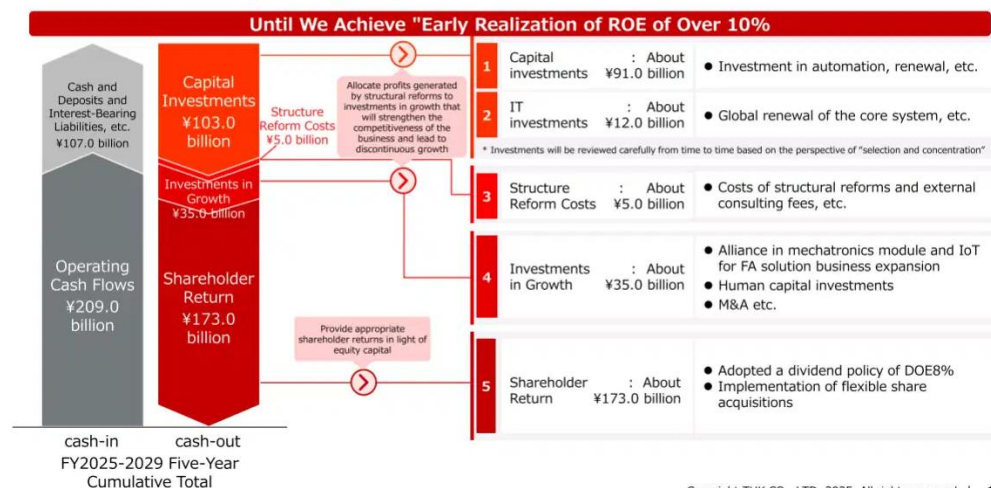 Until We Achieve "Early Realization of ROE of Over 10%
Cash and
Deposits and
Interest-Bearing
Liabilities, etc.
¥107.0 billion
Operating
Cash Flows
¥209.0
billion
Capital
Investments
¥103.0
billion
Structure
Reform Costs
¥5.0 billion
Investments in
Growth
¥35.0 billion
Shareholder
Return
¥173.0
billion
cash-in
cash-out
FY2025-2029 Five-Year
Cumulative Total
Allocate profits generated
by structural reforms to
investments in growth that
will strengthen the
competitiveness of the
business and lead to
discontinuous growth
Provide appropriate
shareholder returns in light of
equity capital
1
Capital : About
investments ¥91.0 billion
● Investment in automation, renewal, etc.
2
IT : About
investments ¥12.0 billion
● Global renewal of the core system, etc.
* Investments will be reviewed carefully from time to time based on the perspective of "selection and concentration"
3
Structure : About
Reform Costs ¥5.0 billion
● Costs of structural reforms and external
consulting fees, etc.
4
Investments : About
in Growth ¥35.0 billion
● Alliance in mechatronics module and IoT
for FA solution business expansion
● Human capital investments
● M&A etc.
5
Shareholder : About
Return ¥173.0 billion
● Adopted a dividend policy of DOE8%
● Implementation of flexible share
acquisitions